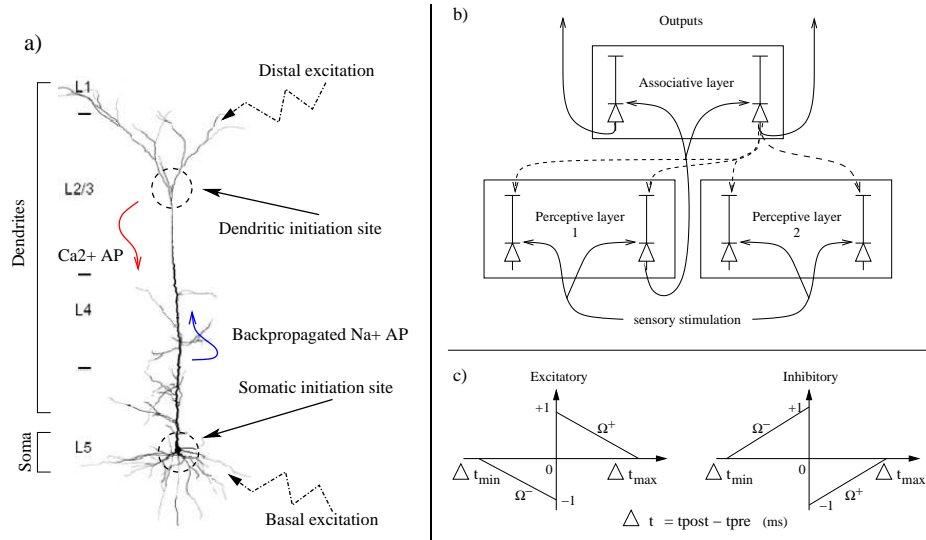 a)
Distal excitation
L1
L2/3
Dendritic initiation site
Dendrites
Ca2+ AP
L4
Backpropagated Na+ AP
Somatic initiation site
Soma
L5
Basal excitation
b)
Outputs
Associative layer
Perceptive layer
1
Perceptive layer
2
sensory stimulation
c)
Excitatory
+1
Ω+
0
△ tmin
△ tmax
Ω−
−1
Inhibitory
+1
Ω−
0
△ tmin
△ tmax
Ω+
−1
△ t = tpost − tpre (ms)